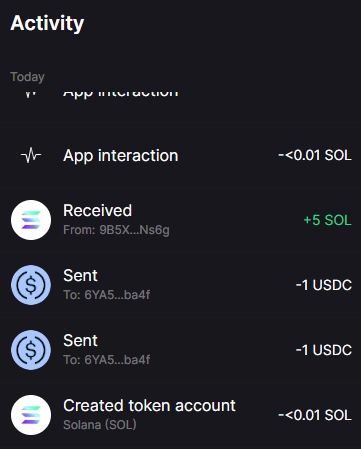 Activity
Today
App interaction
App interaction -<0.01 SOL
Received +5 SOL
From: 9B5X...Ns6g
Sent -1 USDC
To: 6YA5...ba4f
Sent -1 USDC
To: 6YA5...ba4f
Created token account -<0.01 SOL
Solana (SOL)